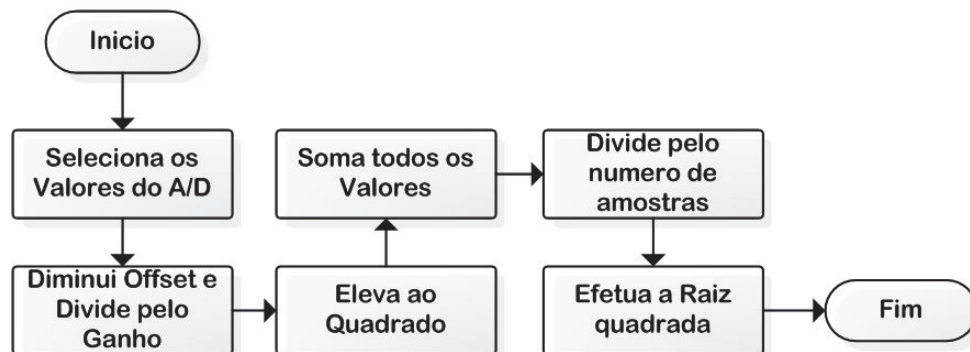 Inicio
Seleciona os
Valores do A/D
Diminui Offset e
Divide pelo
Ganho
Eleva ao
Quadrado
Soma todos os
Valores
Divide pelo
numero de
amostras
Efetua a Raiz
quadrada
Fim